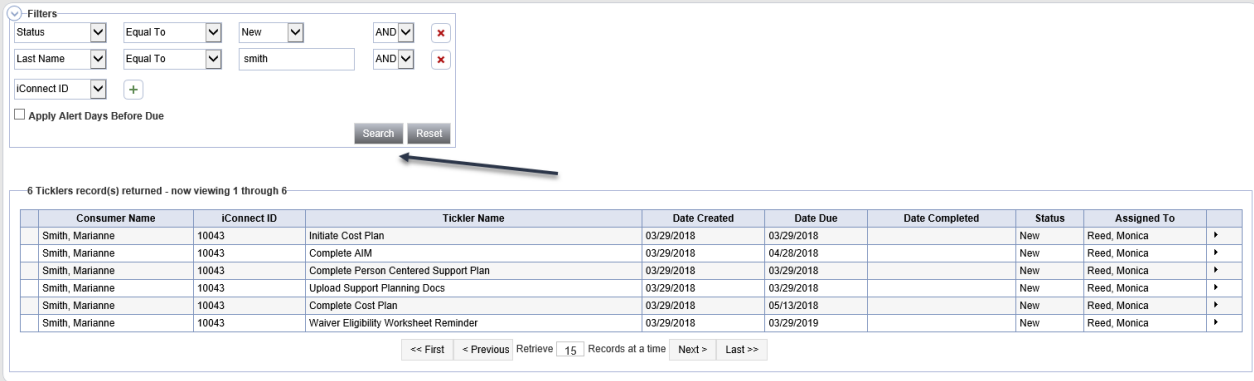 Filters
Status Equal To New AND
Last Name Equal To smith AND
iConnect ID
Apply Alert Days Before Due
Search Reset
6 Ticklers record(s) returned - now viewing 1 through 6
Consumer Name iConnect ID Tickler Name Date Created Date Due Date Completed Status Assigned To
Smith, Marianne 10043 Initiate Cost Plan 03/29/2018 03/29/2018 New Reed, Monica
Smith, Marianne 10043 Complete AIM 03/29/2018 04/28/2018 New Reed, Monica
Smith, Marianne 10043 Complete Person Centered Support Plan 03/29/2018 03/29/2018 New Reed, Monica
Smith, Marianne 10043 Upload Support Planning Docs 03/29/2018 03/29/2018 New Reed, Monica
Smith, Marianne 10043 Complete Cost Plan 03/29/2018 05/13/2018 New Reed, Monica
Smith, Marianne 10043 Waiver Eligibility Worksheet Reminder 03/29/2018 03/29/2019 New Reed, Monica
<< First < Previous Retrieve 15 Records at a time Next > Last >>